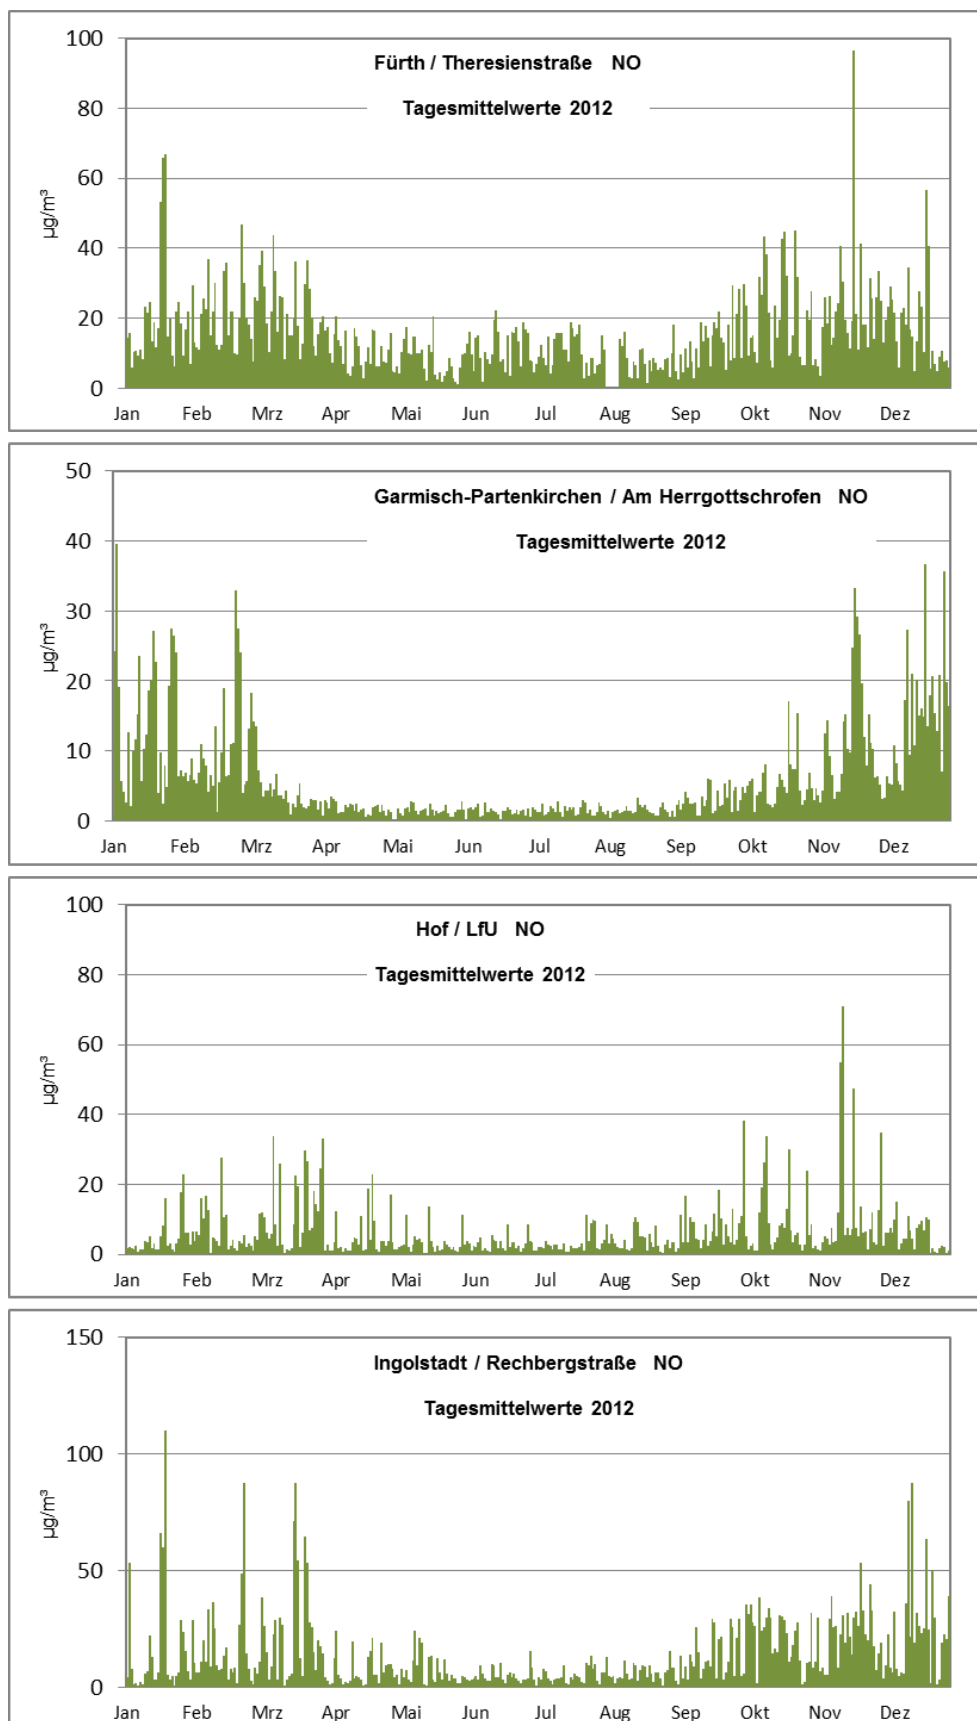 Fürth / Theresienstraße NO
Tagesmittelwerte 2012
µg/m³
100
80
60
40
20
0
Jan Feb Mrz Apr Mai Jun Jul Aug Sep Okt Nov Dez
Garmisch-Partenkirchen / Am Herrgottschrofen NO
Tagesmittelwerte 2012
µg/m³
50
40
30
20
10
0
Jan Feb Mrz Apr Mai Jun Jul Aug Sep Okt Nov Dez
Hof / LfU NO
Tagesmittelwerte 2012
µg/m³
100
80
60
40
20
0
Jan Feb Mrz Apr Mai Jun Jul Aug Sep Okt Nov Dez
Ingolstadt / Rechbergstraße NO
Tagesmittelwerte 2012
µg/m³
150
100
50
0
Jan Feb Mrz Apr Mai Jun Jul Aug Sep Okt Nov Dez